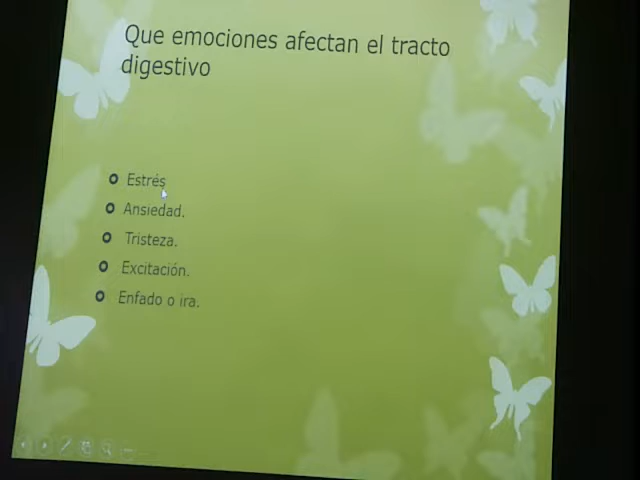 Que emociones afectan el tracto
digestivo
Estrés
Ansiedad.
Tristeza.
Excitación.
Enfado o ira.